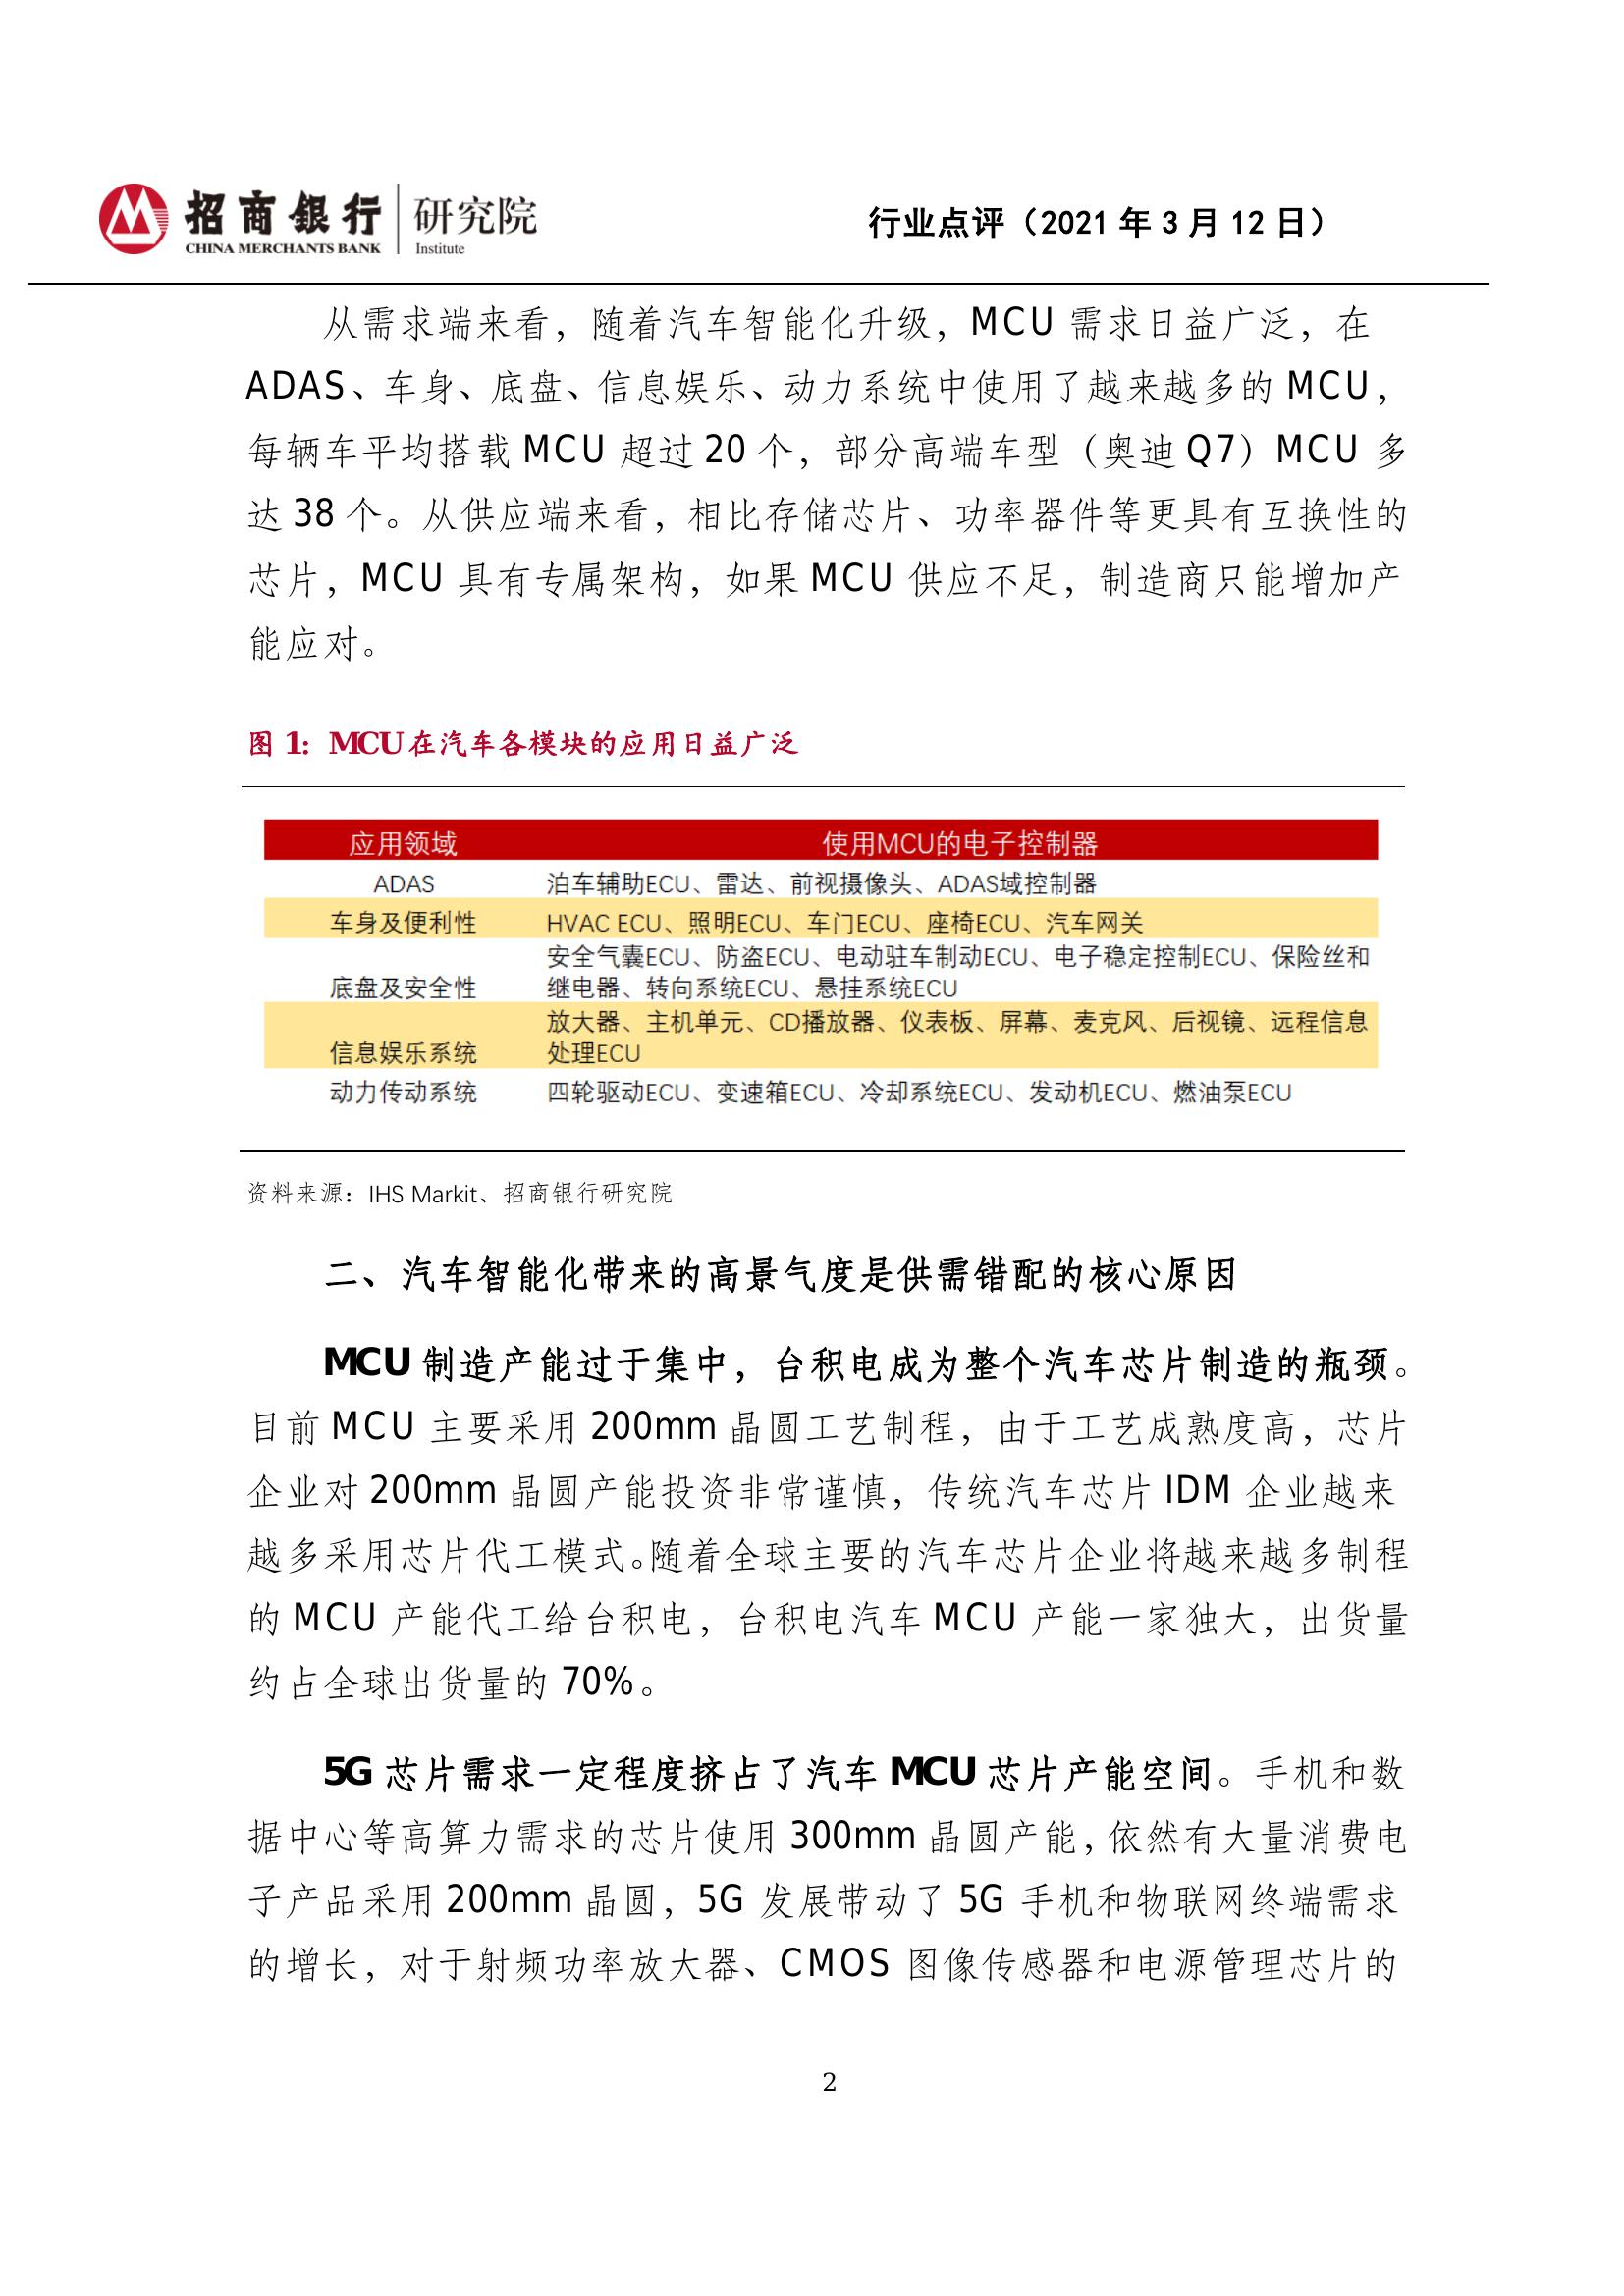 招商银行 研究院
CHINA MERCHANTS BANK Institute
行业点评（2021 年 3 月 12 日）
从需求端来看，随着汽车智能化升级，MCU 需求日益广泛，在
ADAS、车身、底盘、信息娱乐、动力系统中使用了越来越多的 MCU，
每辆车平均搭载 MCU 超过 20 个，部分高端车型（奥迪 Q7）MCU 多
达 38 个。从供应端来看，相比存储芯片、功率器件等更具有互换性的
芯片，MCU 具有专属架构，如果 MCU 供应不足，制造商只能增加产
能应对。
图 1：MCU 在汽车各模块的应用日益广泛
应用领域 使用MCU的电子控制器
ADAS 泊车辅助ECU、雷达、前视摄像头、ADAS域控制器
车身及便利性 HVAC ECU、照明ECU、车门ECU、座椅ECU、汽车网关
安全气囊ECU、防盗ECU、电动驻车制动ECU、电子稳定控制ECU、保险丝和
底盘及安全性 继电器、转向系统ECU、悬挂系统ECU
放大器、主机单元、CD播放器、仪表板、屏幕、麦克风、后视镜、远程信息
信息娱乐系统 处理ECU
动力传动系统 四轮驱动ECU、变速箱ECU、冷却系统ECU、发动机ECU、燃油泵ECU
资料来源：IHS Markit、招商银行研究院
二、汽车智能化带来的高景气度是供需错配的核心原因
MCU 制造产能过于集中，台积电成为整个汽车芯片制造的瓶颈。
目前 MCU 主要采用 200mm 晶圆工艺制程，由于工艺成熟度高，芯片
企业对 200mm 晶圆产能投资非常谨慎，传统汽车芯片 IDM 企业越来
越多采用芯片代工模式。随着全球主要的汽车芯片企业将越来越多制程
的 MCU 产能代工给台积电，台积电汽车 MCU 产能一家独大，出货量
约占全球出货量的 70%。
5G 芯片需求一定程度挤占了汽车 MCU 芯片产能空间。手机和数
据中心等高算力需求的芯片使用 300mm 晶圆产能，依然有大量消费电
子产品采用 200mm 晶圆，5G 发展带动了 5G 手机和物联网终端需求
的增长，对于射频功率放大器、CMOS 图像传感器和电源管理芯片的
2